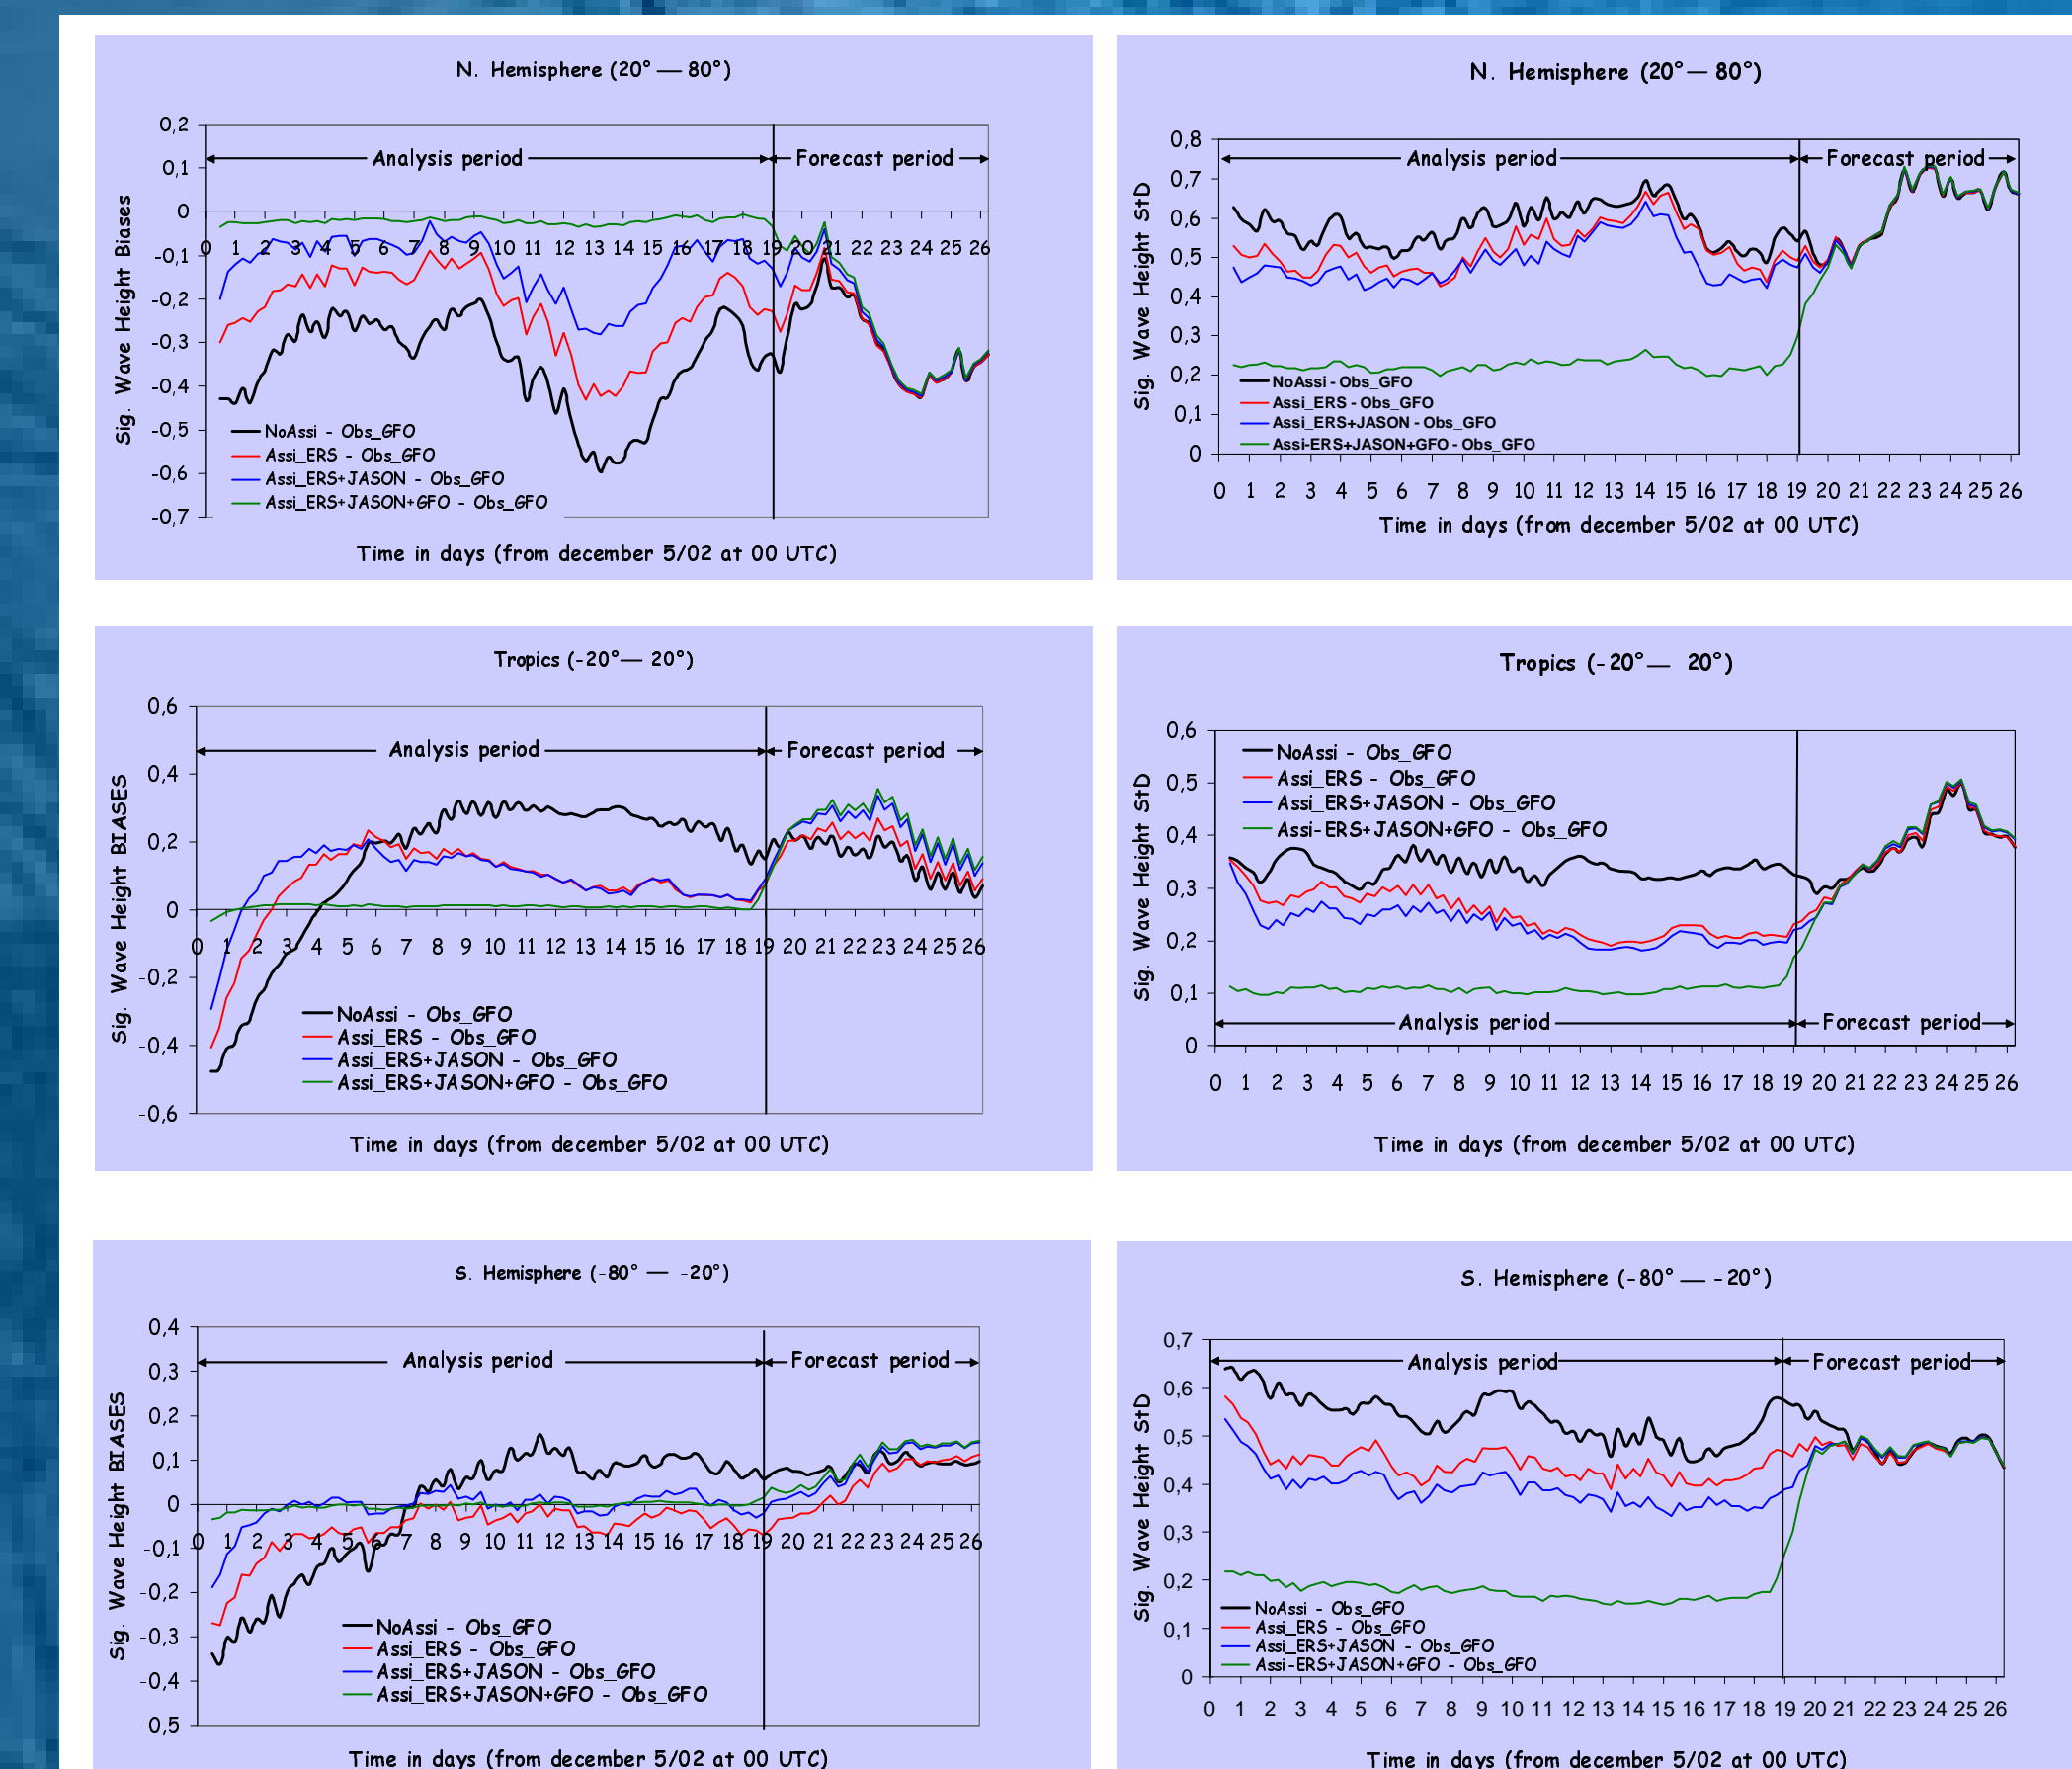 N. Hemisphere (20° — 80°)
Sig. Wave Height Biases
0,2
0,1
0
-0,1
-0,2
-0,3
-0,4
-0,5
-0,6
-0,7
Analysis period
Forecast period
0 1 2 3 4 5 6 7 8 9 10 11 12 13 14 15 16 17 18 19 20 21 22 23 24 25 26
NoAssi - Obs_GFO
Assi_ERS - Obs_GFO
Assi_ERS+JASON - Obs_GFO
Assi_ERS+JASON+GFO - Obs_GFO
Time in days (from december 5/02 at 00 UTC)
N. Hemisphere (20° — 80°)
Sig. Wave Height StD
0,8
0,7
0,6
0,5
0,4
0,3
0,2
0,1
0
Analysis period
Forecast period
NoAssi - Obs_GFO
Assi_ERS - Obs_GFO
Assi_ERS+JASON - Obs_GFO
Assi-ERS+JASON+GFO - Obs_GFO
0 1 2 3 4 5 6 7 8 9 10 11 12 13 14 15 16 17 18 19 20 21 22 23 24 25 26
Time in days (from december 5/02 at 00 UTC)
Tropics (-20° — 20°)
Sig. Wave Height BIASES
0,6
0,4
0,2
0
-0,2
-0,4
-0,6
Analysis period
Forecast period
0 1 2 3 4 5 6 7 8 9 10 11 12 13 14 15 16 17 18 19 20 21 22 23 24 25 26
NoAssi - Obs_GFO
Assi_ERS - Obs_GFO
Assi_ERS+JASON - Obs_GFO
Assi_ERS+JASON+GFO - Obs_GFO
Time in days (from december 5/02 at 00 UTC)
Tropics (-20° — 20°)
Sig. Wave Height StD
0,6
0,5
0,4
0,3
0,2
0,1
0
NoAssi - Obs_GFO
Assi_ERS - Obs_GFO
Assi_ERS+JASON - Obs_GFO
Assi-ERS+JASON+GFO - Obs_GFO
Analysis period
Forecast period
0 1 2 3 4 5 6 7 8 9 10 11 12 13 14 15 16 17 18 19 20 21 22 23 24 25 26
Time in days (from december 5/02 at 00 UTC)
S. Hemisphere (-80° — -20°)
Sig. Wave Height BIASES
0,4
0,3
0,2
0,1
0
-0,1
-0,2
-0,3
-0,4
-0,5
Analysis period
Forecast period
0 1 2 3 4 5 6 7 8 9 10 11 12 13 14 15 16 17 18 19 20 21 22 23 24 25 26
NoAssi - Obs_GFO
Assi_ERS - Obs_GFO
Assi_ERS+JASON - Obs_GFO
Assi_ERS+JASON+GFO - Obs_GFO
Time in days (from december 5/02 at 00 UTC)
S. Hemisphere (-80° — -20°)
Sig. Wave Height StD
0,7
0,6
0,5
0,4
0,3
0,2
0,1
0
Analysis period
Forecast period
NoAssi - Obs_GFO
Assi_ERS - Obs_GFO
Assi_ERS+JASON - Obs_GFO
Assi-ERS+JASON+GFO - Obs_GFO
0 1 2 3 4 5 6 7 8 9 10 11 12 13 14 15 16 17 18 19 20 21 22 23 24 25 26
Time in days (from december 5/02 at 00 UTC)